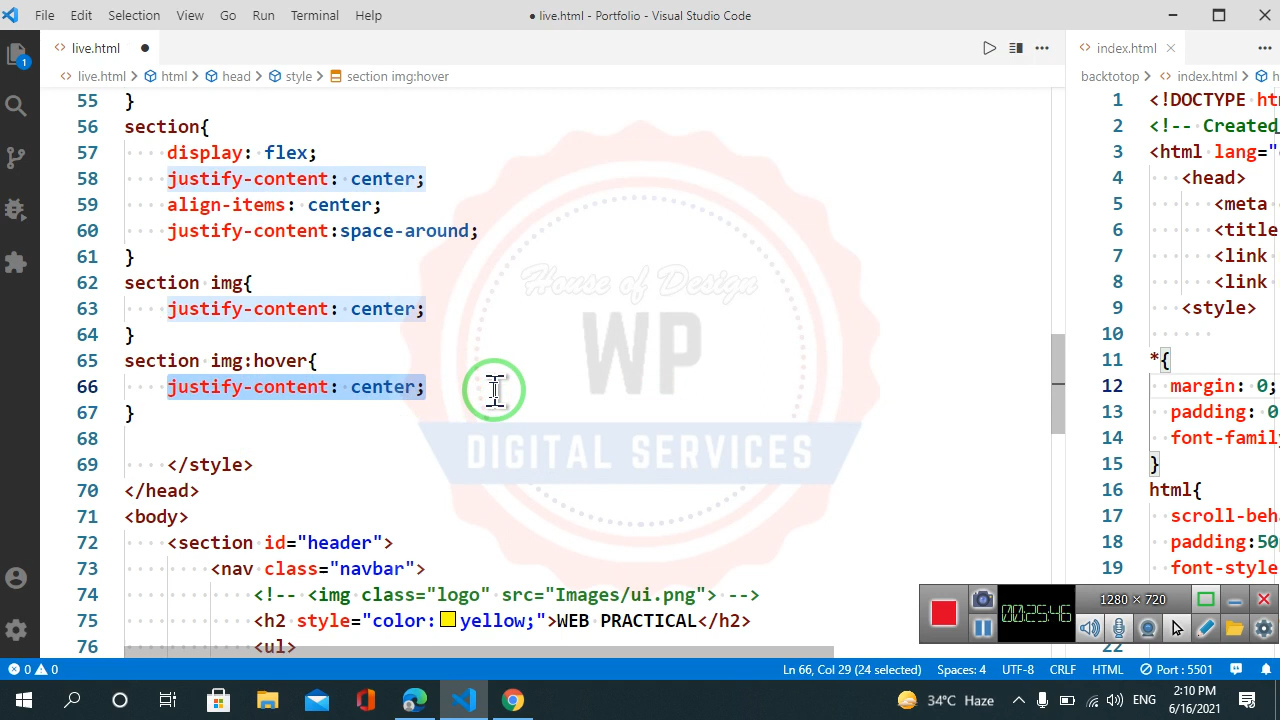 File Edit Selection View Go Run Terminal Help
● live.html - Portfolio - Visual Studio Code
1
live.html
index.html
live.html > html > head > style > section img:hover
backtotop > index.html >
55 }
56 section{
57 display: flex;
58 justify-content: center;
59 align-items: center;
60 justify-content:space-around;
61 }
62 section img{
63 justify-content: center;
64 }
65 section img:hover{
66 justify-content: center;
67 }
68
69 </style>
70 </head>
71 <body>
72 <section id="header">
73 <nav class="navbar">
74 <!-- <img class="logo" src="Images/ui.png"> -->
75 <h2 style="color:yellow;">WEB PRACTICAL</h2>
76 <ul>
1 <!DOCTYPE
2 <!-- Created
3 <html lang="
4 <head>
5 <meta
6 <title
7 <link
8 <link
9 <style>
10
11 *{
12 margin: 0;
13 padding: 0
14 font-family
15 }
16 html{
17 scroll-beh
18 padding:50
19 font-style
22
House of Design
WP
DIGITAL SERVICES
00:25:46
1280 × 720
0 0
Ln 66, Col 29 (24 selected) Spaces: 4 UTF-8 CRLF HTML Port : 5501
34°C Haze
ENG
2:10 PM
6/16/2021